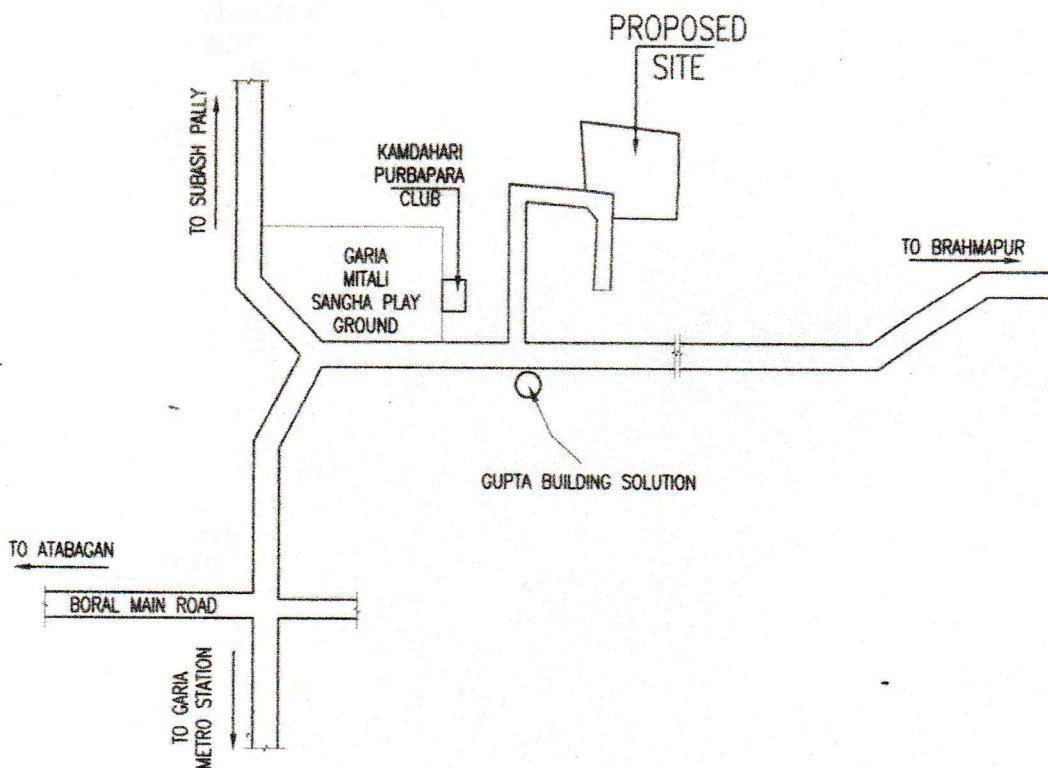 PROPOSED
SITE
TO SUBASH PALLY
KAMDAHARI
PURBAPARA
CLUB
GARIA
MITALI
SANGHA PLAY
GROUND
TO BRAHMAPUR
GUPTA BUILDING SOLUTION
TO ATABAGAN
BORAL MAIN ROAD
TO GARIA
METRO STATION